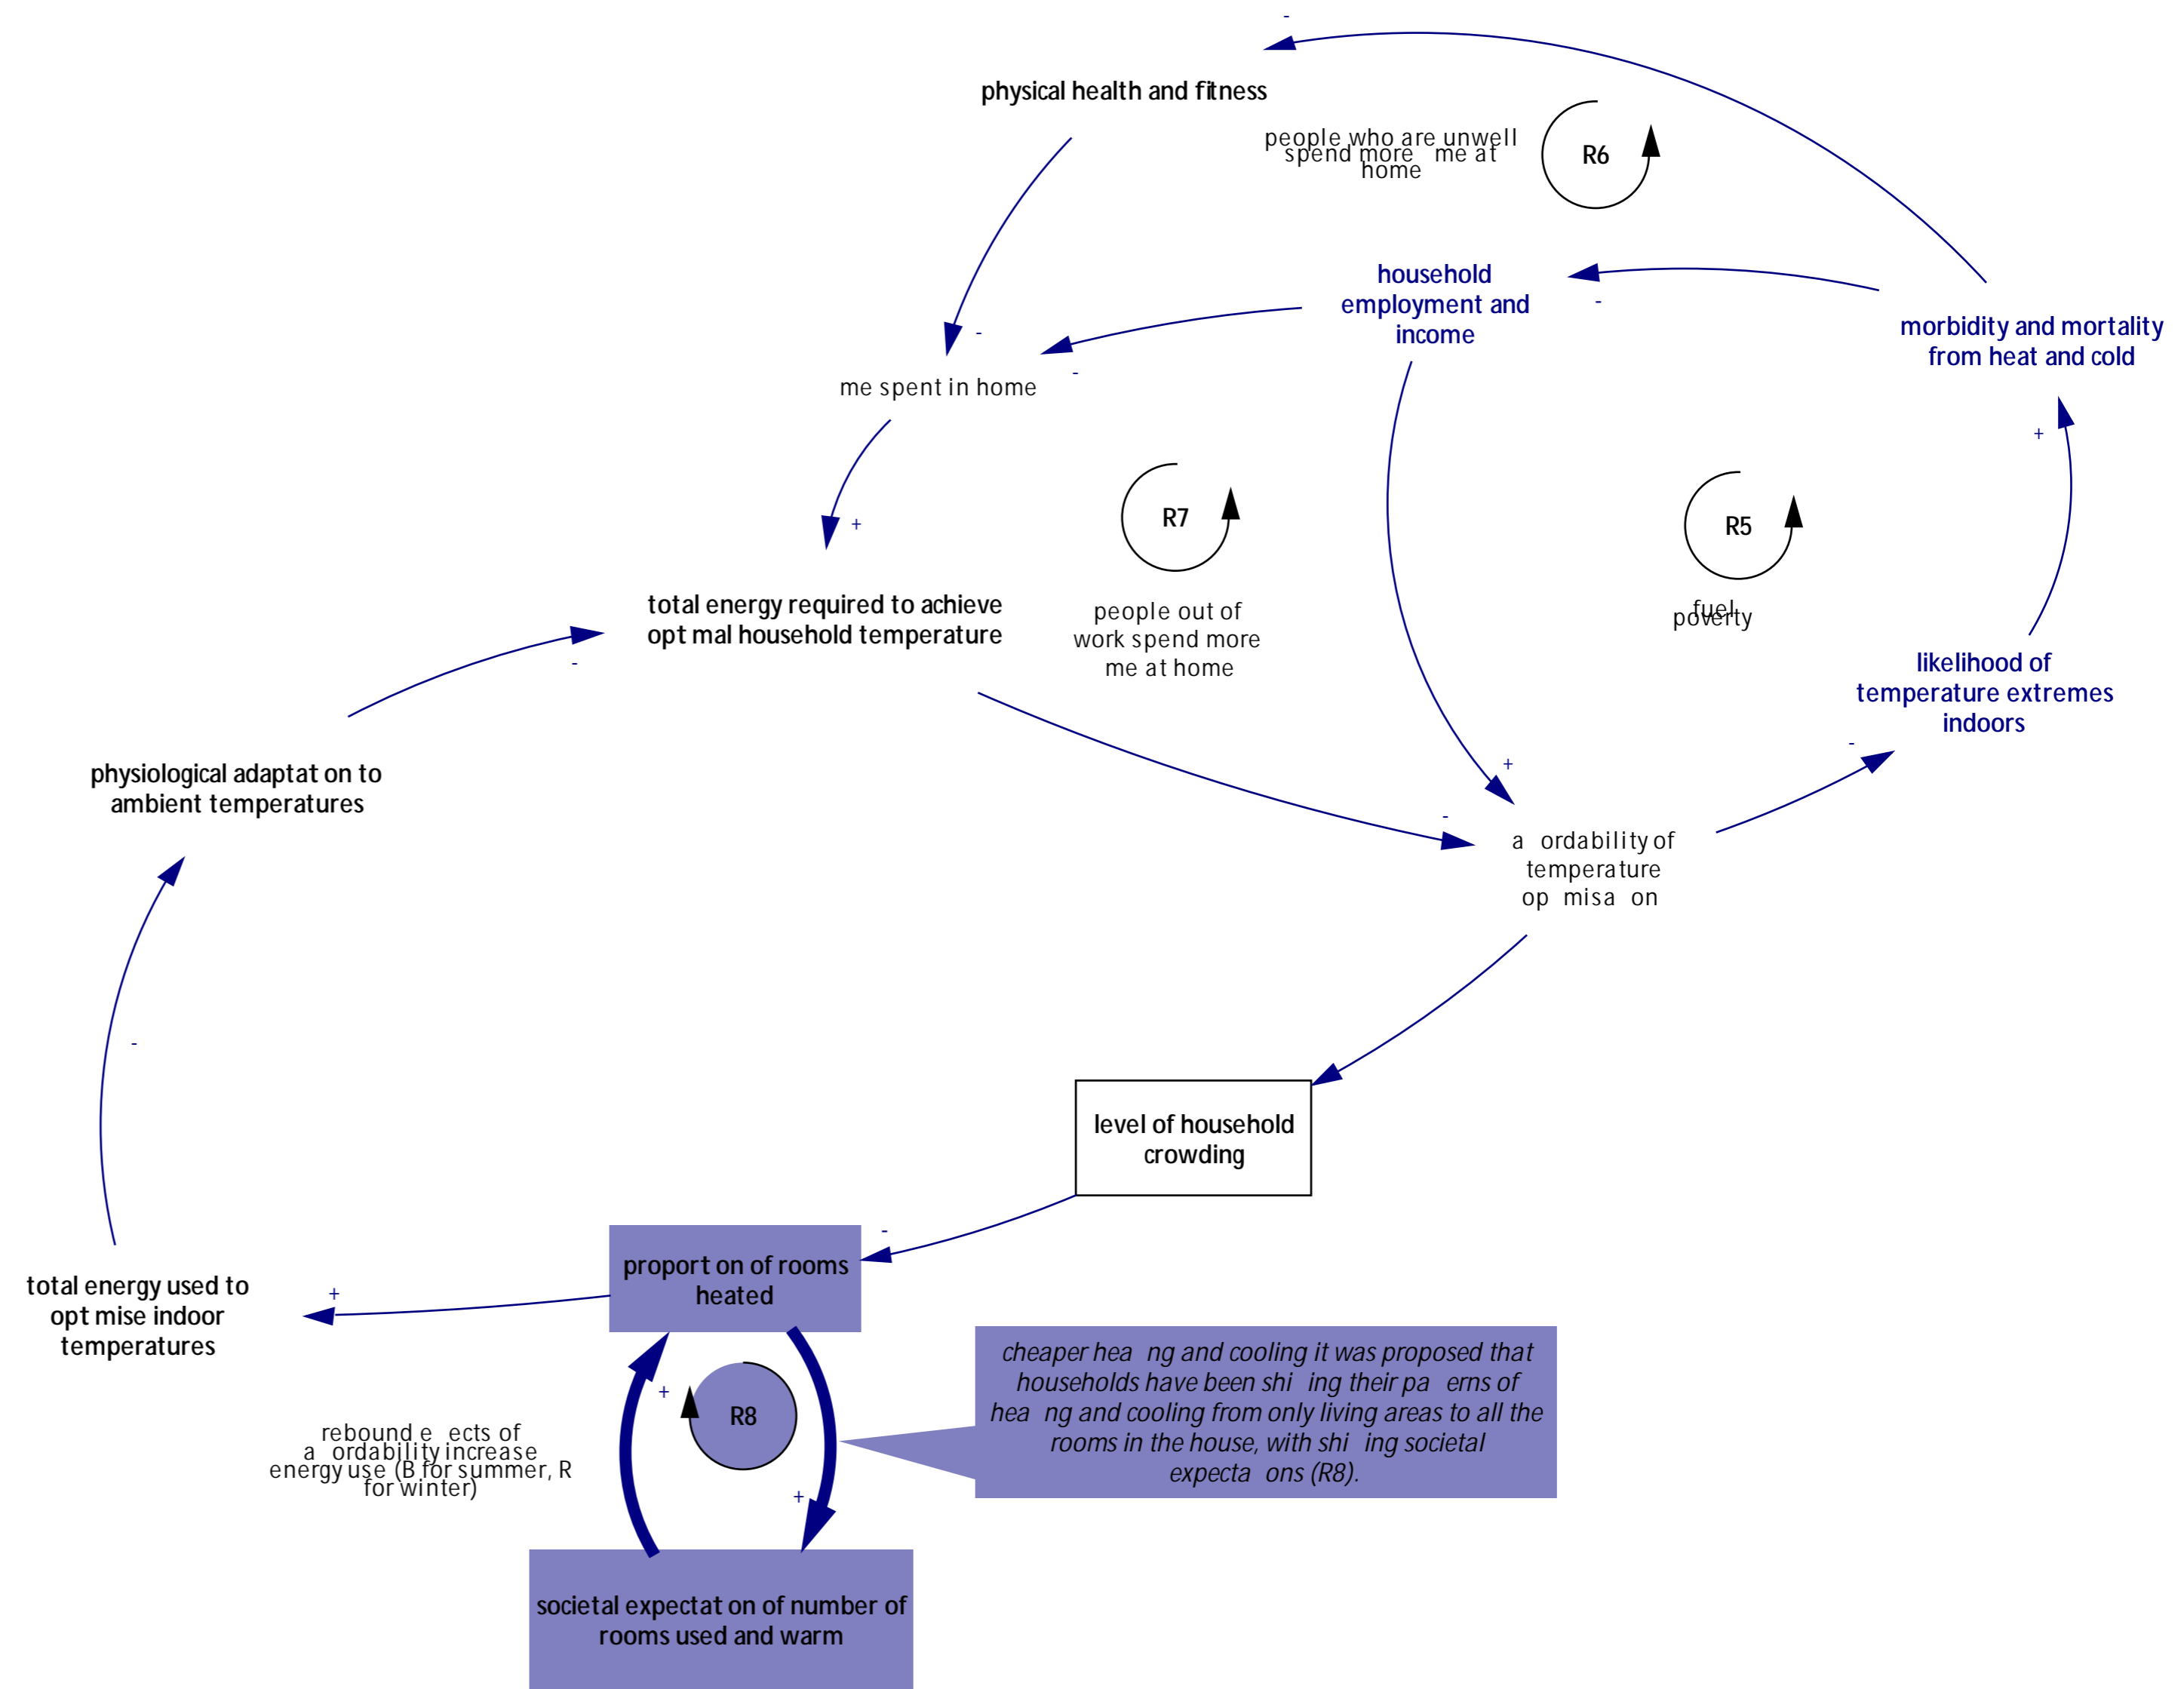 -
physical health and fitness
people who are unwell
spend more me at
home
R6
household
employment and
income
-
morbidity and mortality
from heat and cold
-
-
me spent in home
+
+
R7
R5
total energy required to achieve
opt mal household temperature
people out of
work spend more
me at home
fuel
poverty
-
likelihood of
temperature extremes
indoors
-
+
physiological adaptat on to
ambient temperatures
-
a ordability of
temperature
op misa on
-
level of household
crowding
-
proport on of rooms
heated
total energy used to
opt mise indoor
temperatures
+
+
R8
cheaper hea ng and cooling it was proposed that
households have been shi ing their pa erns of
hea ng and cooling from only living areas to all the
rooms in the house, with shi ing societal
expecta ons (R8).
rebound e ects of
a ordability increase
energy use (B for summer, R
for winter)
+
societal expectat on of number of
rooms used and warm